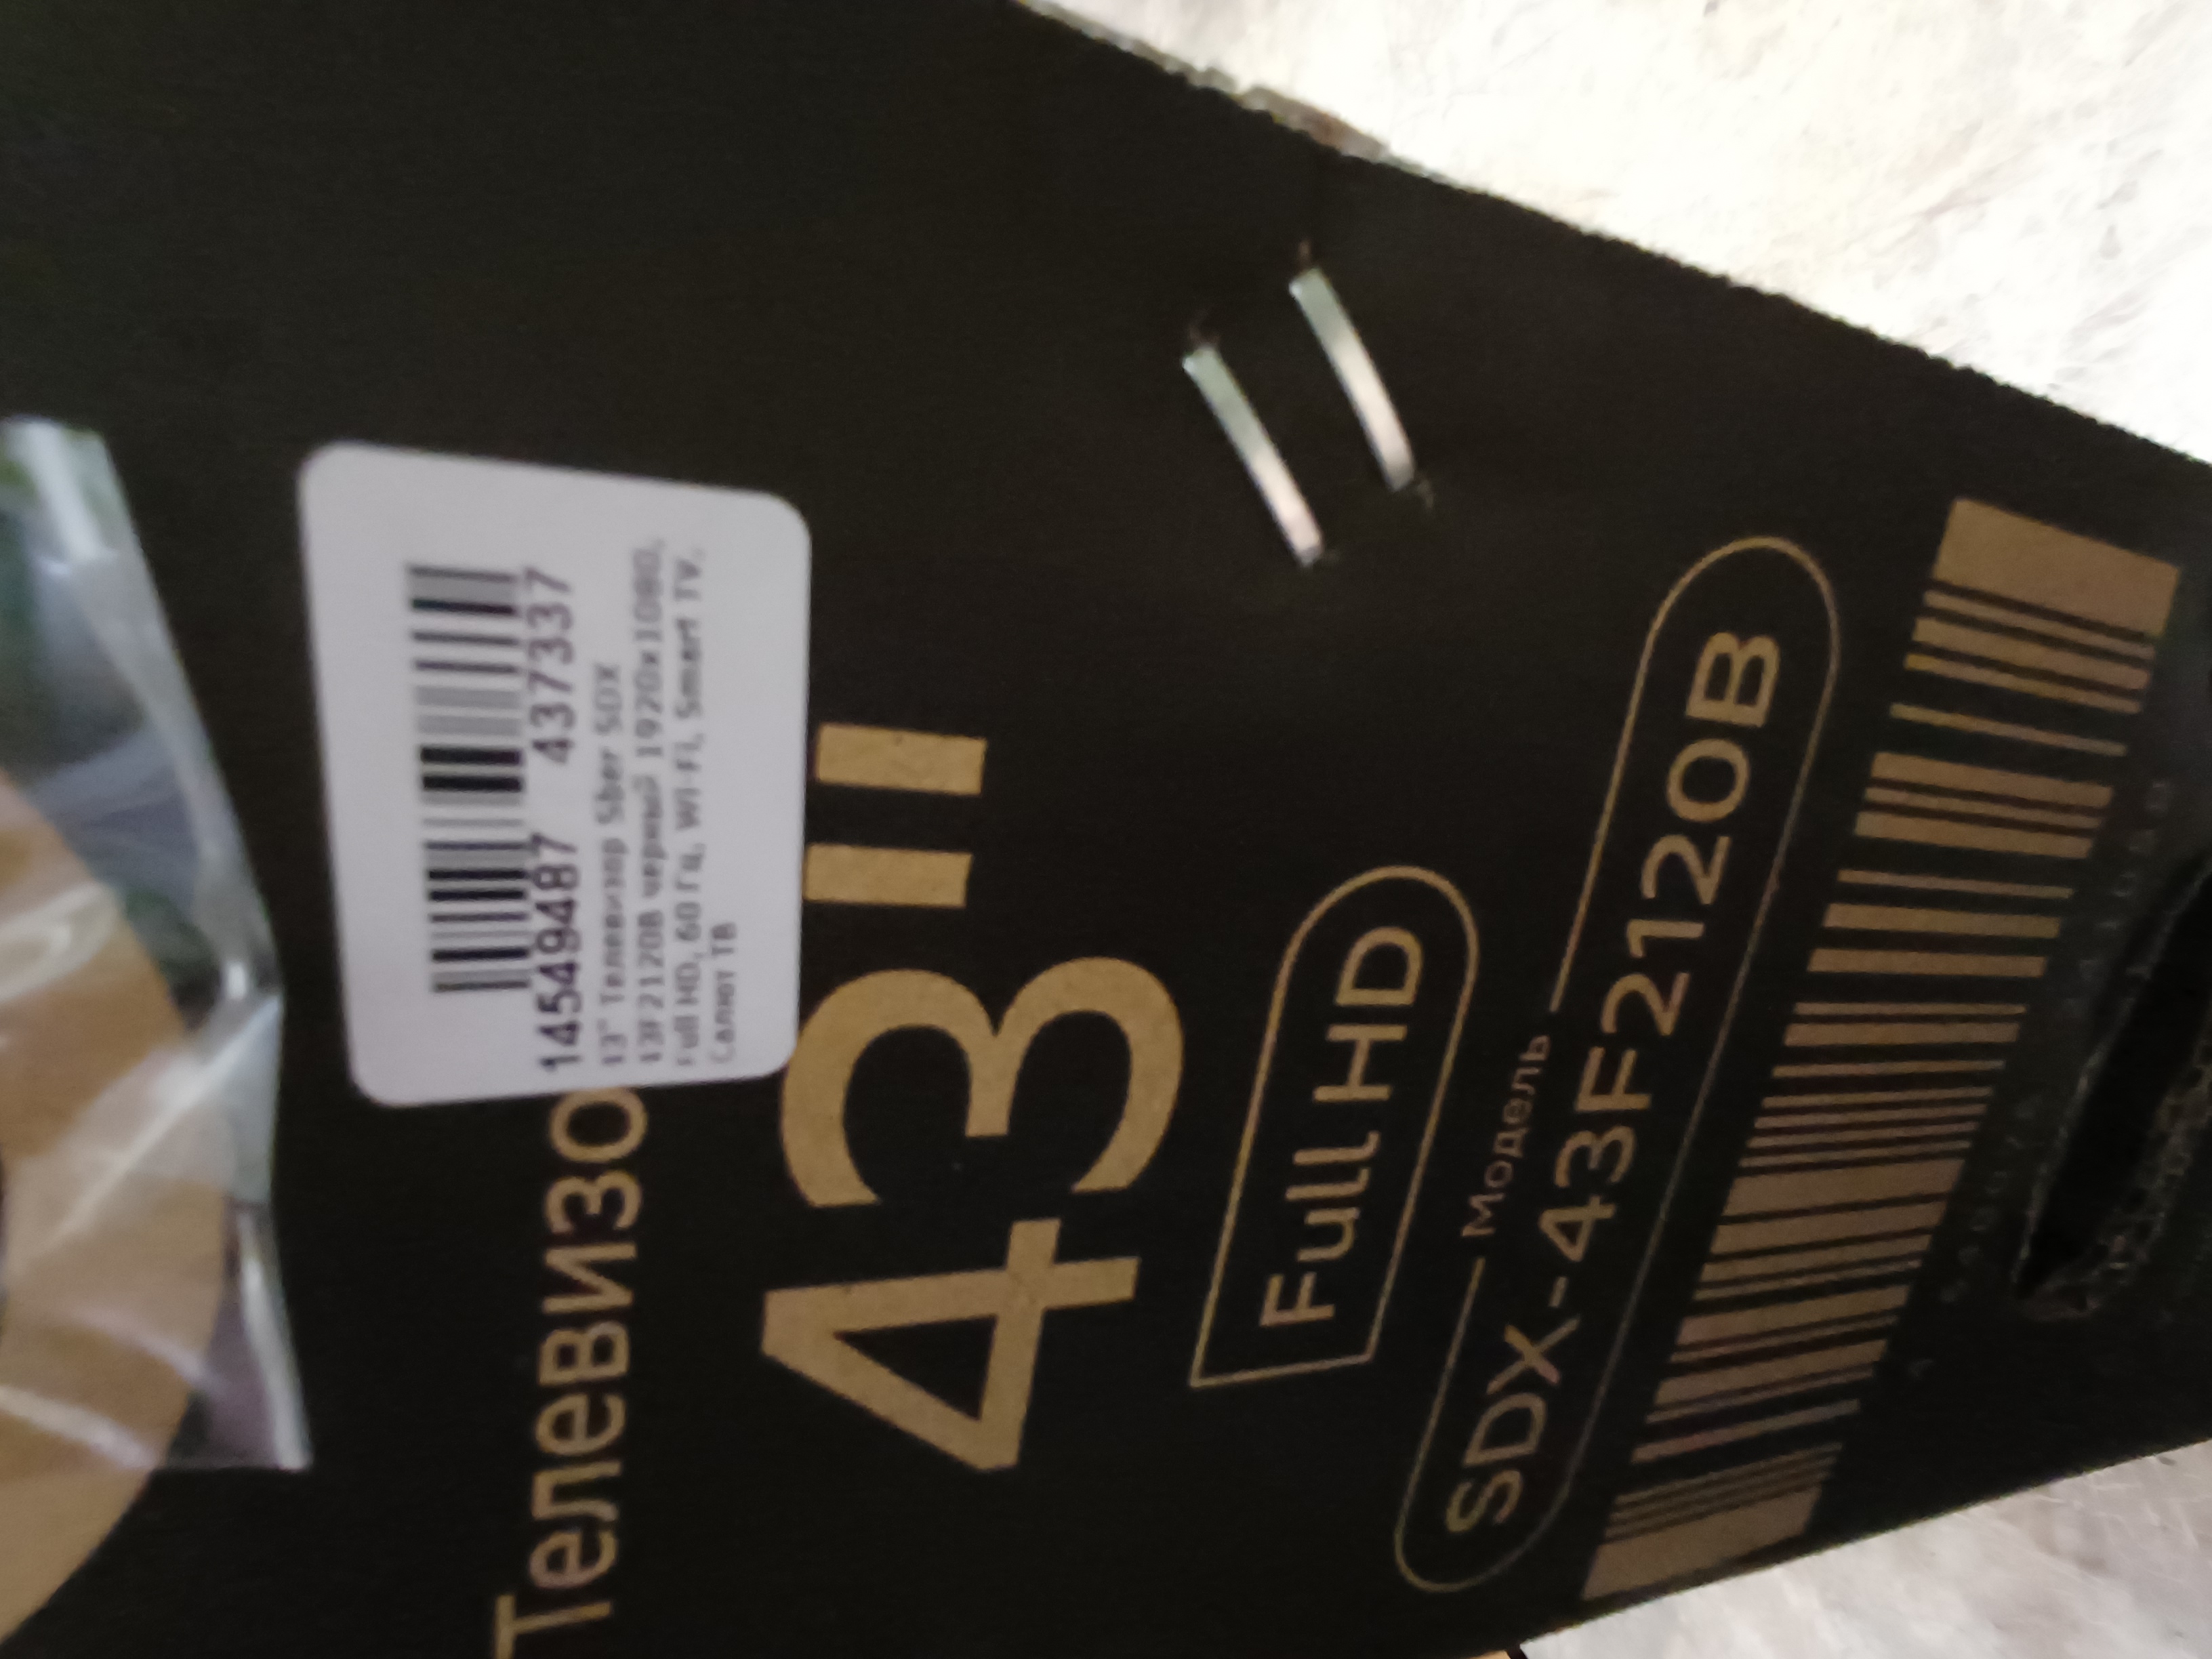 14549487 437337
43" Телевизор Sber SDX
43F2120B черный 1920x1080,
Full HD, 60 Гц, Wi-Fi, Smart TV,
Салют ТВ
Телевизо
43"
Full HD
Модель
SDX-43F2120B